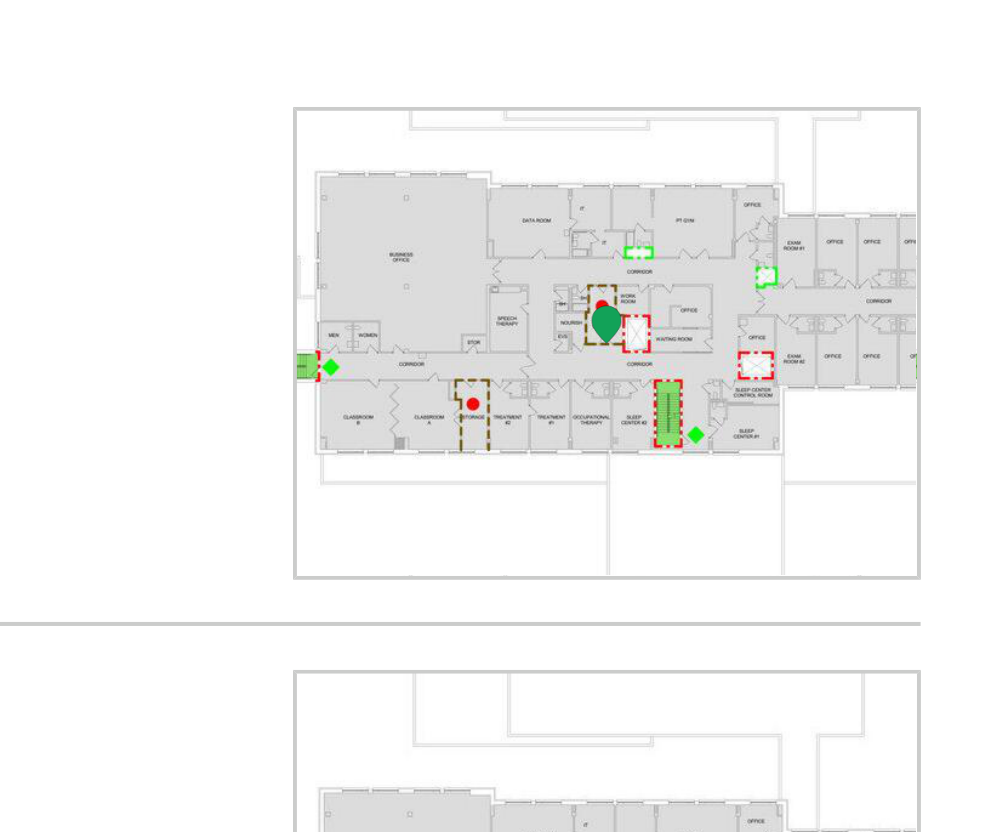 OFFICE
DATA ROOM
IT
PT GYM
IT
EXAM
ROOM #1
OFFICE
OFFICE
BUSINESS
OFFICE
CORRIDOR
WORK
ROOM
CORRIDOR
SPEECH
THERAPY
NOURISH
OFFICE
MEN
WOMEN
STOR
EVS
WAITING ROOM
OFFICE
CORRIDOR
CORRIDOR
EXAM
ROOM #2
OFFICE
OFFICE
SLEEP CENTER
CONTROL ROOM
CLASSROOM
B
CLASSROOM
A
STORAGE
TREATMENT
#2
TREATMENT
#1
OCCUPATIONAL
THERAPY
SLEEP
CENTER #2
SLEEP
CENTER #1
OFFICE
IT